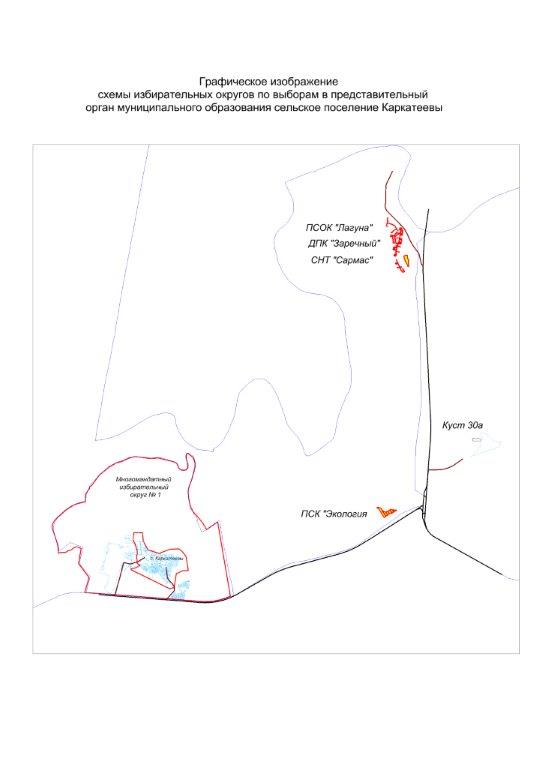 Графическое изображение
схемы избирательных округов по выборам в представительный
орган муниципального образования сельское поселение Каркатеевы
ПСОК "Лагуна"
ДПК "Заречный"
СНТ "Сармас"
Куст 30а
Многомандатный
избирательный
округ № 1
ПСК "Экология
п. Каркатеевы